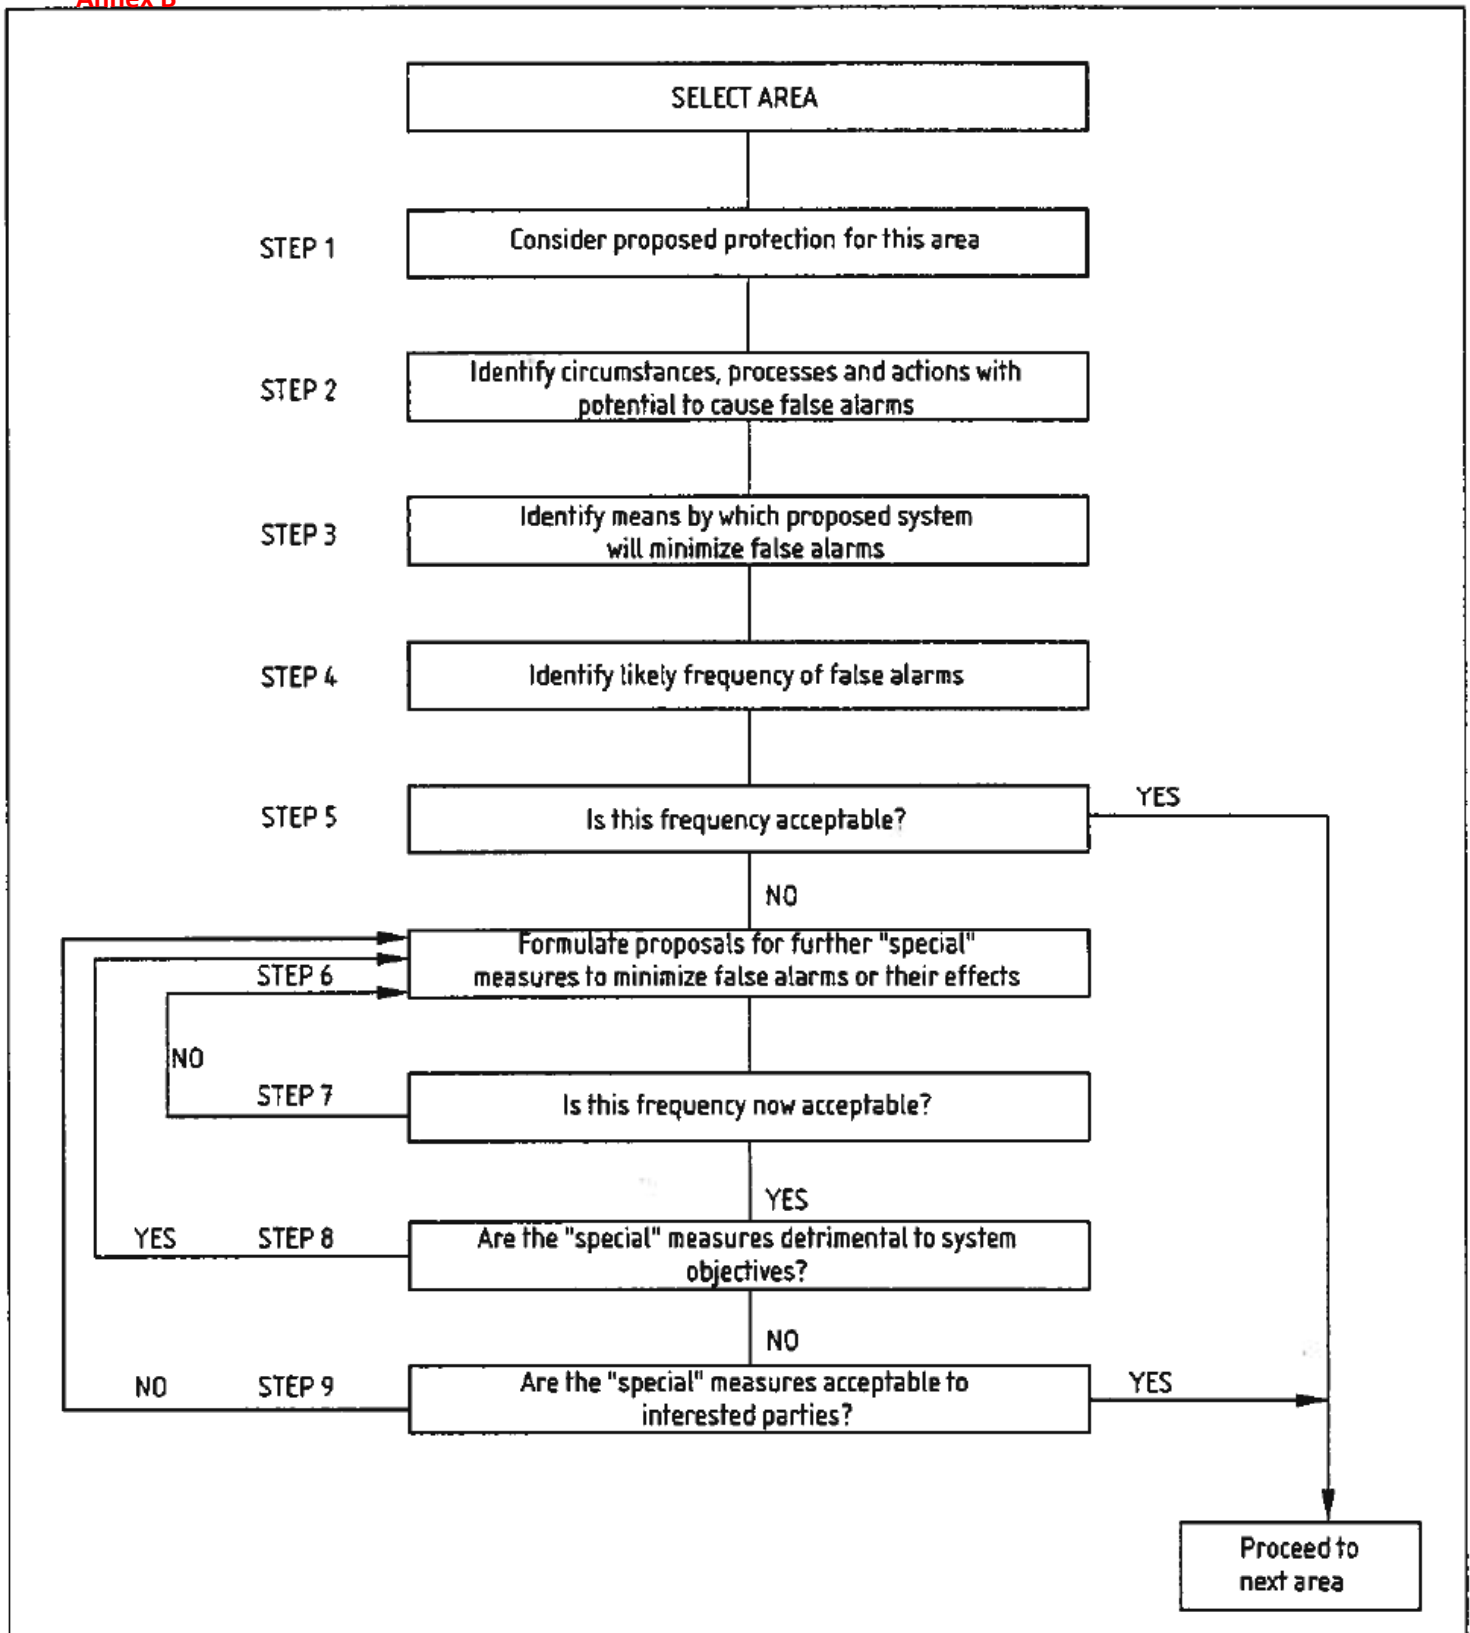 Annex B
SELECT AREA
STEP 1
Consider proposed protection for this area
STEP 2
Identify circumstances, processes and actions with
potential to cause false alarms
STEP 3
Identify means by which proposed system
will minimize false alarms
STEP 4
Identify likely frequency of false alarms
STEP 5
Is this frequency acceptable?
YES
NO
STEP 6
Formulate proposals for further "special"
measures to minimize false alarms or their effects
NO
STEP 7
Is this frequency now acceptable?
YES
YES
STEP 8
Are the "special" measures detrimental to system
objectives?
NO
NO
STEP 9
Are the "special" measures acceptable to
interested parties?
YES
Proceed to
next area